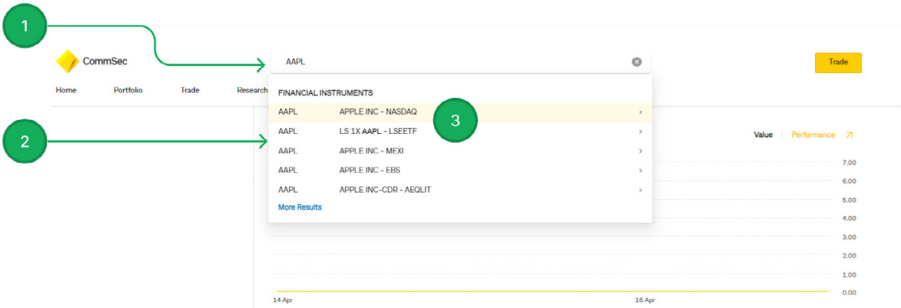 1
CommSec
AAPL
Trade
Home Portfolio Trade Research
FINANCIAL INSTRUMENTS
AAPL APPLE INC - NASDAQ
3
AAPL LS 1X AAPL - LSEETF
2
Value Performance
AAPL APPLE INC - MEXI
AAPL APPLE INC - EBS
AAPL APPLE INC-CDR - AEQLIT
More Results
7.00
6.00
5.00
4.00
3.00
2.00
1.00
0.00
14 Apr 16 Apr